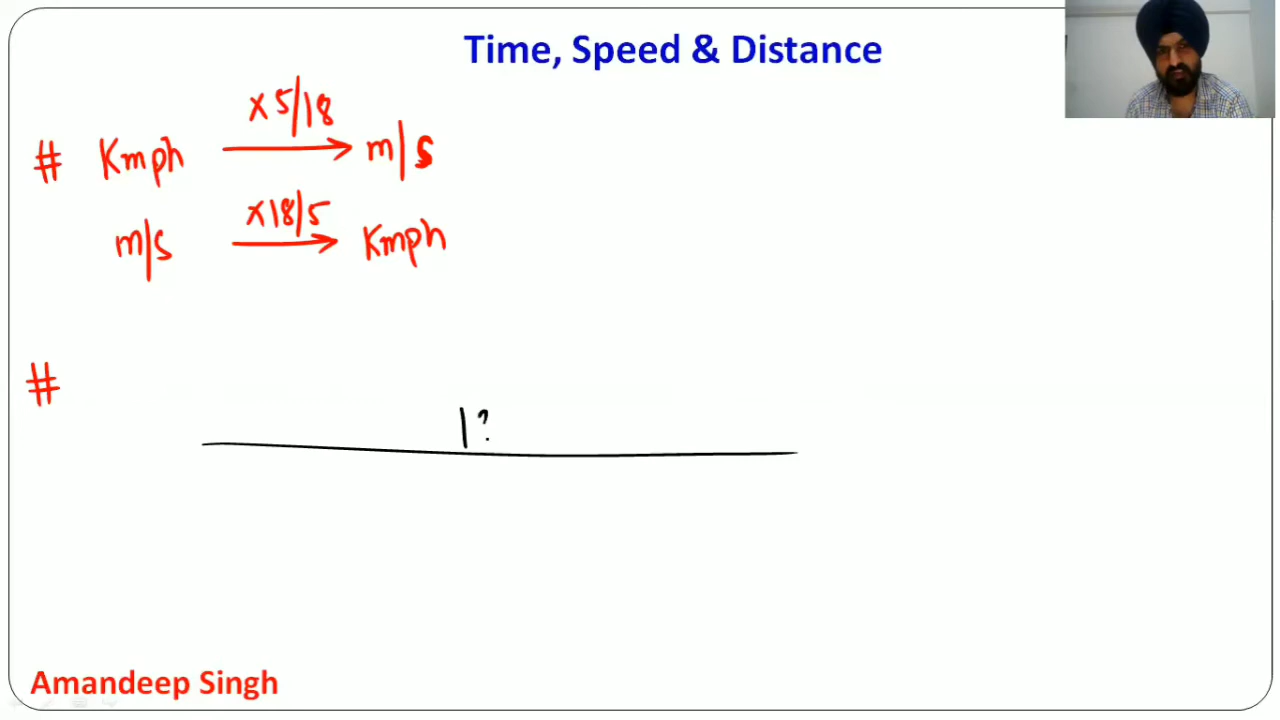 Time, Speed & Distance
# Kmph ×5/18 m/s
m/s ×18/5 Kmph
#
Amandeep Singh